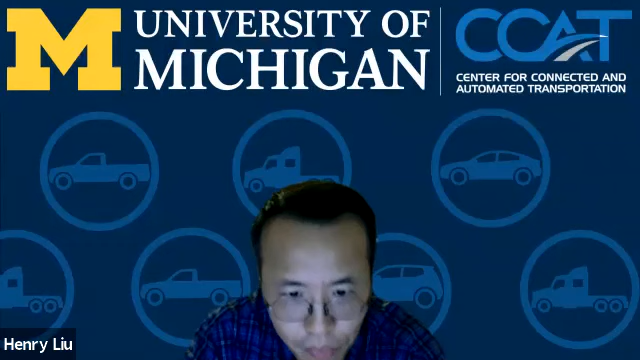 UNIVERSITY OF
MICHIGAN
CCAT
CENTER FOR CONNECTED AND
AUTOMATED TRANSPORTATION
Henry Liu